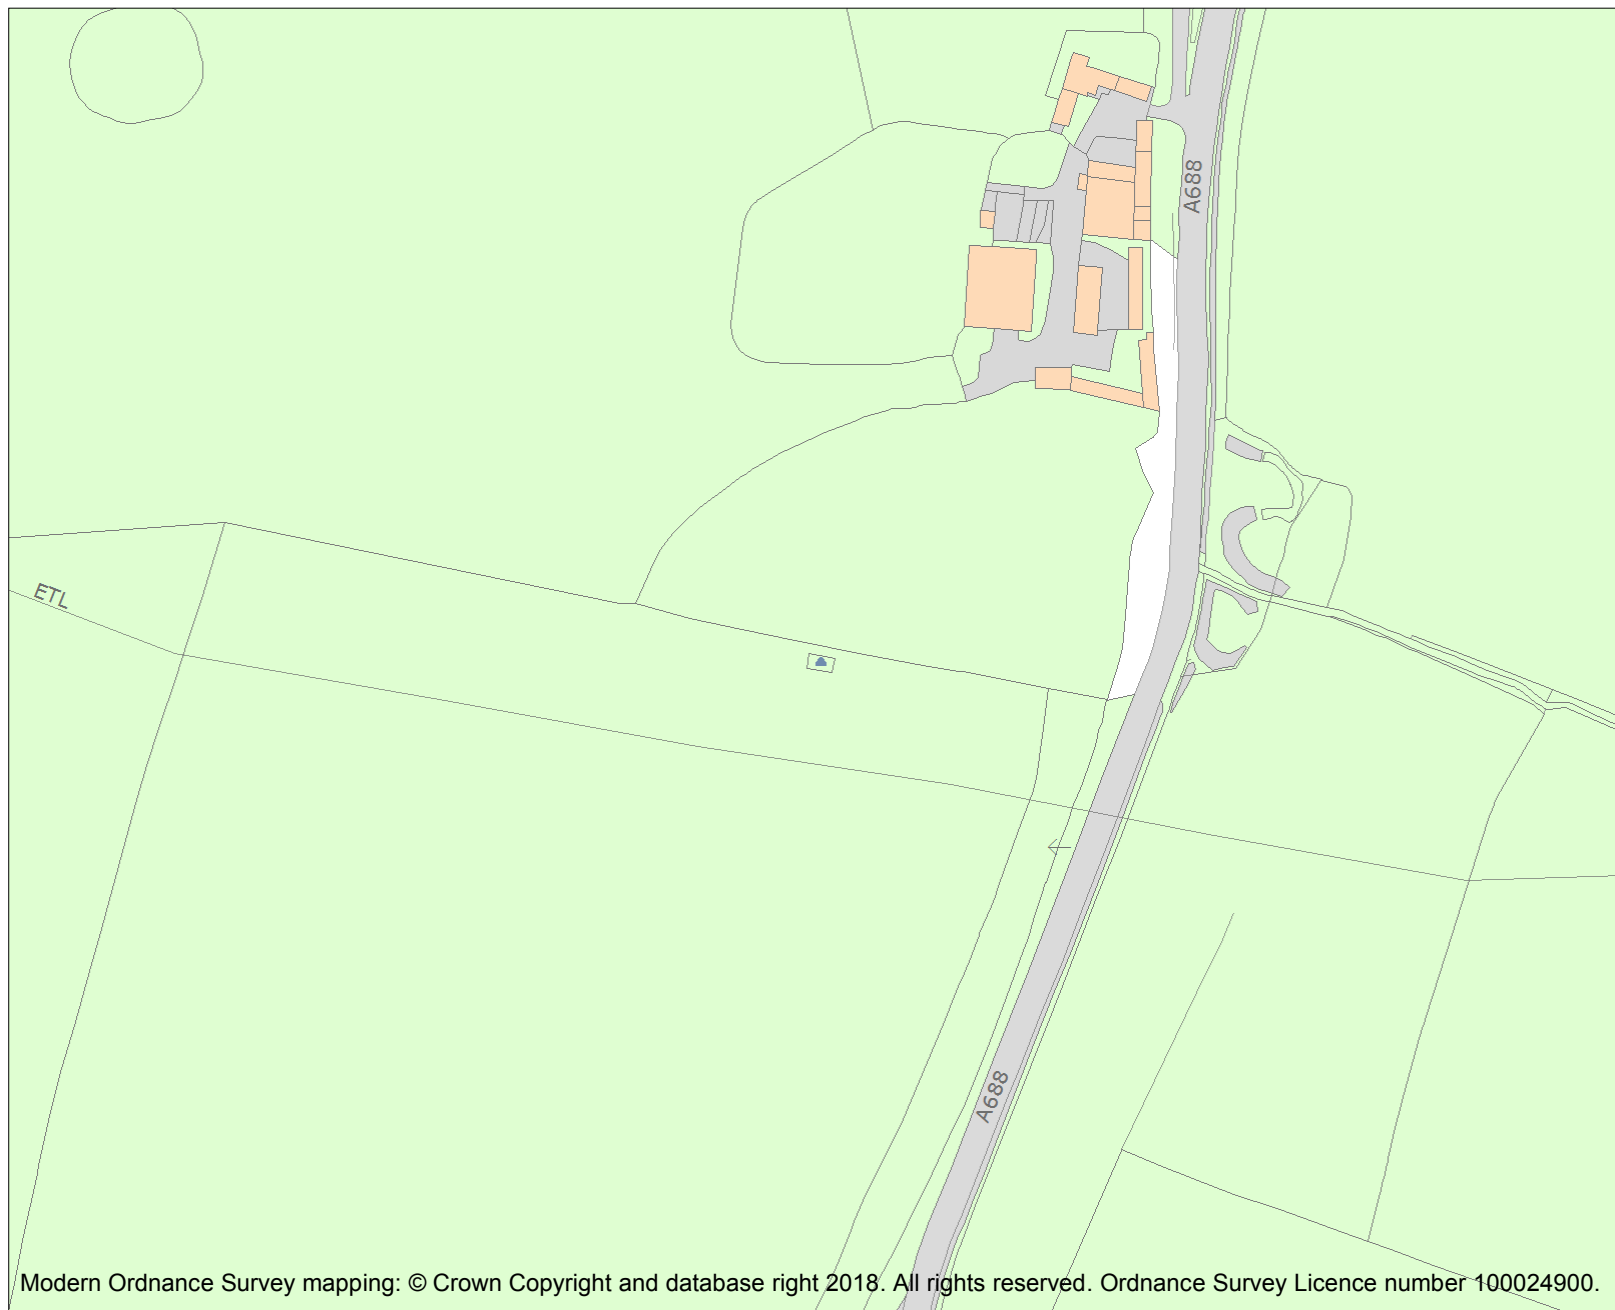 A688
ETL
A688
Modern Ordnance Survey mapping: © Crown Copyright and database right 2018. All rights reserved. Ordnance Survey Licence number 100024900.